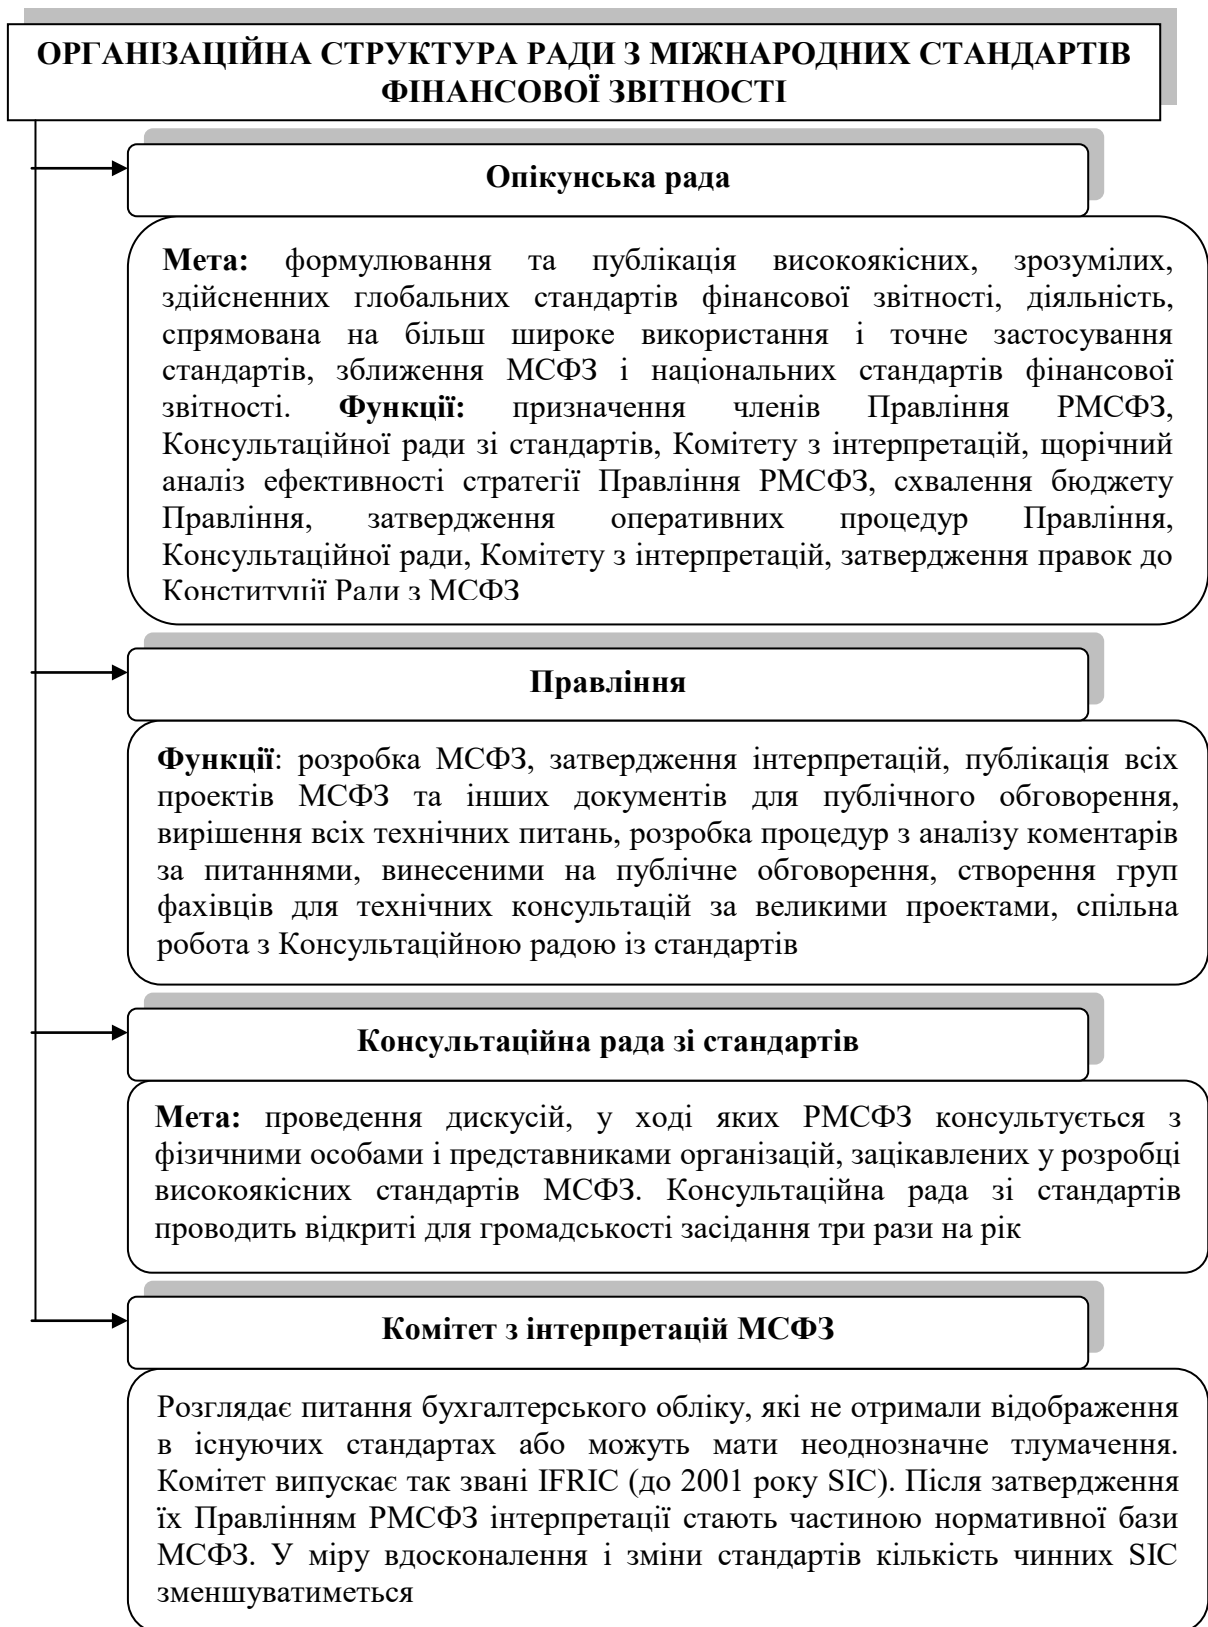 ОРГАНІЗАЦІЙНА СТРУКТУРА РАДИ З МІЖНАРОДНИХ СТАНДАРТІВ
ФІНАНСОВОЇ ЗВІТНОСТІ
Опікунська рада
Мета: формулювання та публікація високоякісних, зрозумілих,
здійсненних глобальних стандартів фінансової звітності, діяльність,
спрямована на більш широке використання і точне застосування
стандартів, зближення МСФЗ і національних стандартів фінансової
звітності. Функції: призначення членів Правління РМСФЗ,
Консультаційної ради зі стандартів, Комітету з інтерпретацій, щорічний
аналіз ефективності стратегії Правління РМСФЗ, схвалення бюджету
Правління, затвердження оперативних процедур Правління,
Консультаційної ради, Комітету з інтерпретацій, затвердження правок до
Конституції Ради з МСФЗ
Правління
Функції: розробка МСФЗ, затвердження інтерпретацій, публікація всіх
проектів МСФЗ та інших документів для публічного обговорення,
вирішення всіх технічних питань, розробка процедур з аналізу коментарів
за питаннями, винесеними на публічне обговорення, створення груп
фахівців для технічних консультацій за великими проектами, спільна
робота з Консультаційною радою із стандартів
Консультаційна рада зі стандартів
Мета: проведення дискусій, у ході яких РМСФЗ консультується з
фізичними особами і представниками організацій, зацікавлених у розробці
високоякісних стандартів МСФЗ. Консультаційна рада зі стандартів
проводить відкриті для громадськості засідання три рази на рік
Комітет з інтерпретацій МСФЗ
Розглядає питання бухгалтерського обліку, які не отримали відображення
в існуючих стандартах або можуть мати неоднозначне тлумачення.
Комітет випускає так звані IFRIC (до 2001 року SIC). Після затвердження
їх Правлінням РМСФЗ інтерпретації стають частиною нормативної бази
МСФЗ. У міру вдосконалення і зміни стандартів кількість чинних SIC
зменшуватиметься